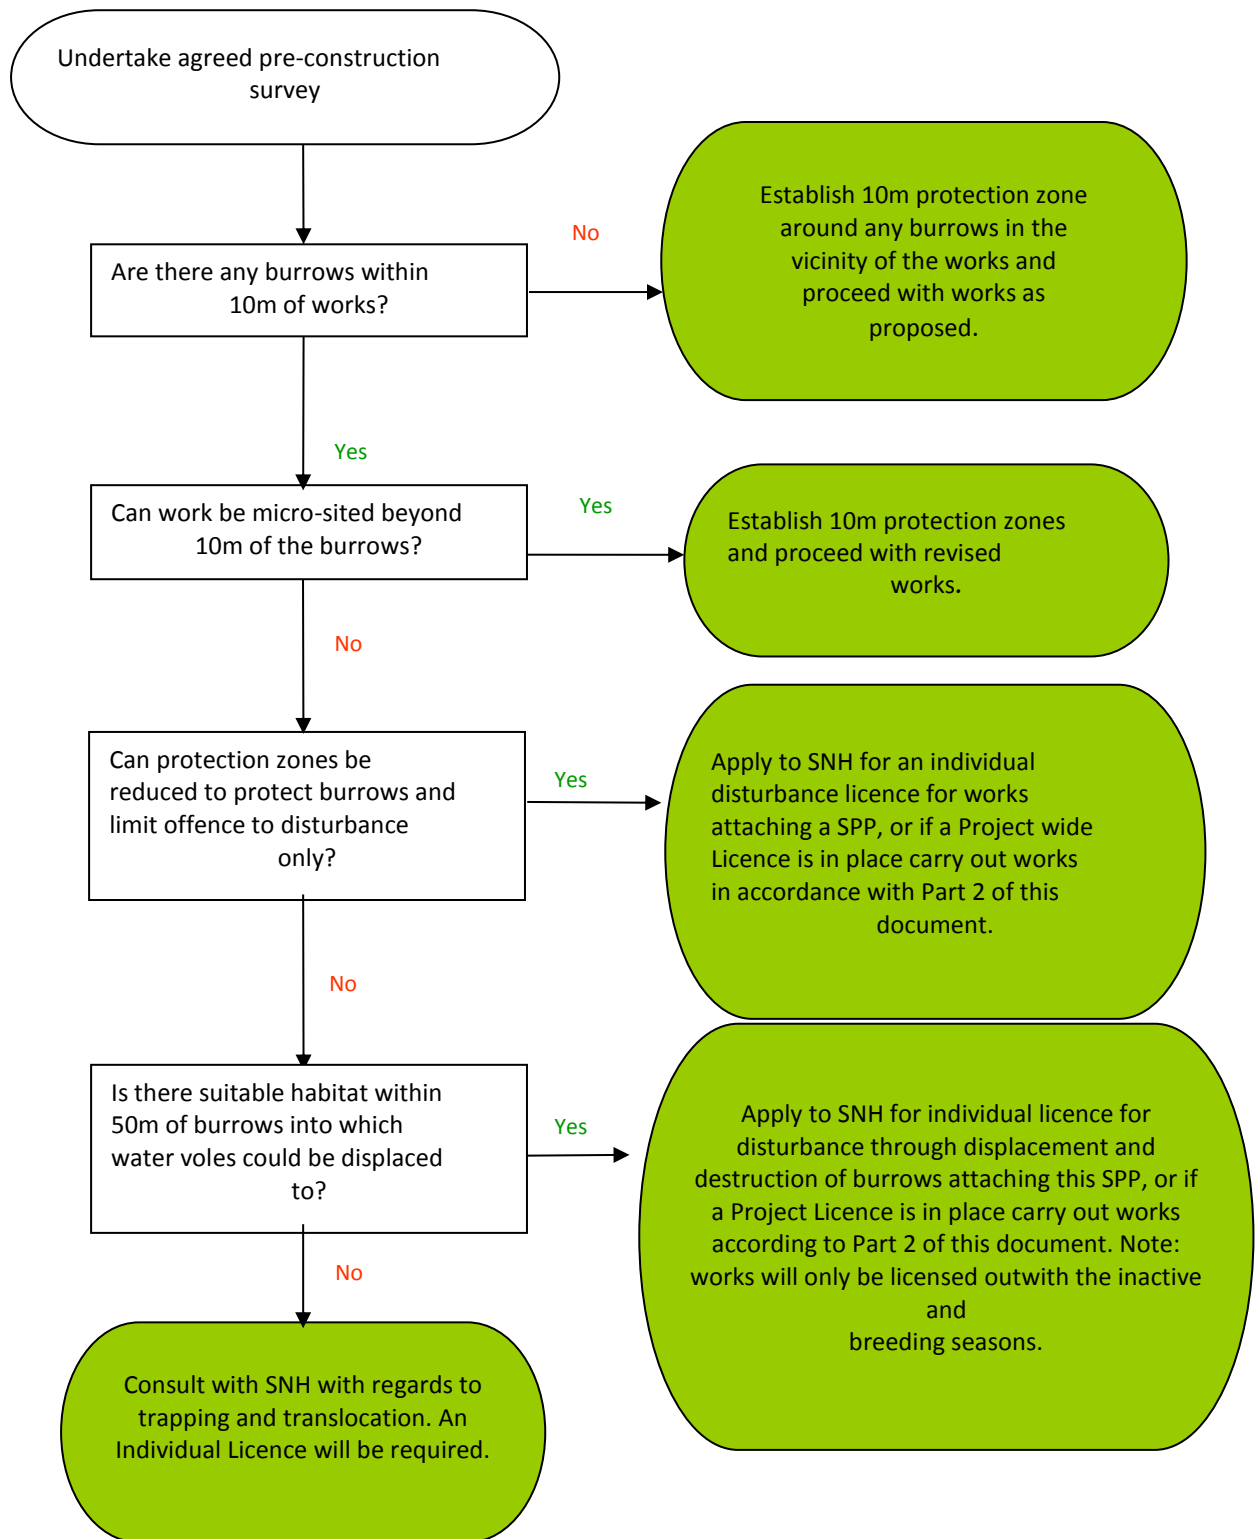 Undertake agreed pre-construction
survey
Establish 10m protection zone
around any burrows in the
vicinity of the works and
proceed with works as
proposed.
No
Are there any burrows within
10m of works?
Yes
Can work be micro-sited beyond
10m of the burrows?
Yes
Establish 10m protection zones
and proceed with revised
works.
No
Can protection zones be
reduced to protect burrows and
limit offence to disturbance
only?
Yes
Apply to SNH for an individual
disturbance licence for works
attaching a SPP, or if a Project wide
Licence is in place carry out works
in accordance with Part 2 of this
document.
No
Is there suitable habitat within
50m of burrows into which
water voles could be displaced
to?
Yes
Apply to SNH for individual licence for
disturbance through displacement and
destruction of burrows attaching this SPP, or if
a Project Licence is in place carry out works
according to Part 2 of this document. Note:
works will only be licensed outwith the inactive
and
breeding seasons.
No
Consult with SNH with regards to
trapping and translocation. An
Individual Licence will be required.